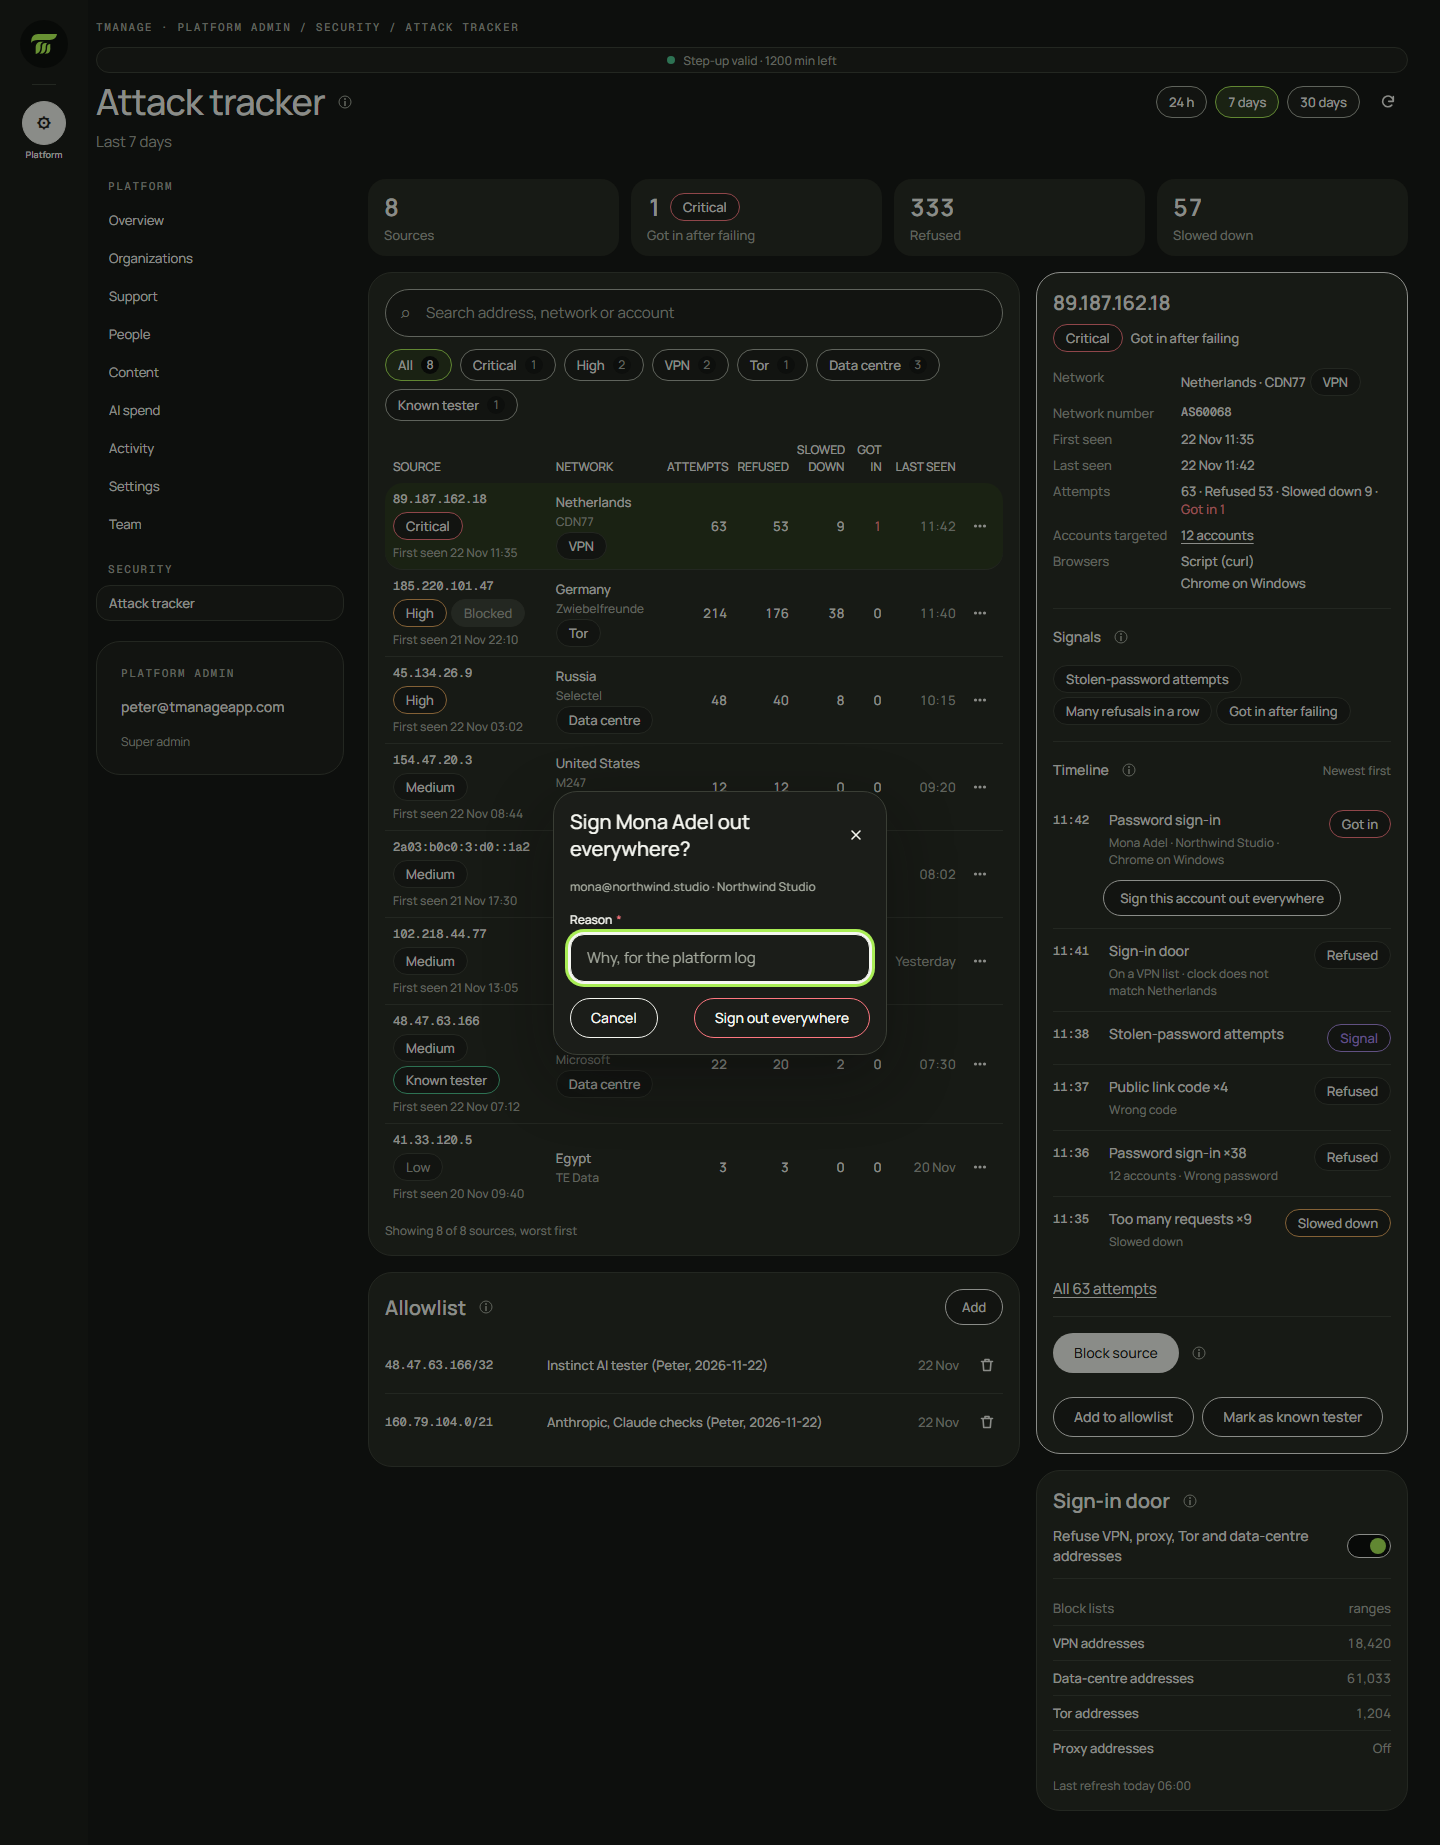 TMANAGE · PLATFORM ADMIN / SECURITY / ATTACK TRACKER
Step-up valid · 1200 min left
Attack tracker
24 h
7 days
30 days
Last 7 days
Platform
PLATFORM
Overview
Organizations
Support
People
Content
AI spend
Activity
Settings
Team
SECURITY
Attack tracker
PLATFORM ADMIN
peter@tmanageapp.com
Super admin
8
Sources
1 Critical
Got in after failing
333
Refused
57
Slowed down
Search address, network or account
All 8
Critical 1
High 2
VPN 2
Tor 1
Data centre 3
Known tester 1
SOURCE NETWORK ATTEMPTS REFUSED SLOWED DOWN GOT IN LAST SEEN
89.187.162.18
Critical
First seen 22 Nov 11:35
Netherlands
CDN77
VPN
63 53 9 1 11:42
185.220.101.47
High Blocked
First seen 21 Nov 22:10
Germany
Zwiebelfreunde
Tor
214 176 38 0 11:40
45.134.26.9
High
First seen 22 Nov 03:02
Russia
Selectel
Data centre
48 40 8 0 10:15
154.47.20.3
Medium
First seen 22 Nov 08:44
United States
M247
12 12 0 0 09:20
2a03:b0c0:3:d0::1a2
Medium
First seen 21 Nov 17:30
08:02
102.218.44.77
Medium
First seen 21 Nov 13:05
Yesterday
48.47.63.166
Medium
Known tester
First seen 22 Nov 07:12
Microsoft
Data centre
22 20 2 0 07:30
41.33.120.5
Low
First seen 20 Nov 09:40
Egypt
TE Data
3 3 0 0 20 Nov
Showing 8 of 8 sources, worst first
Sign Mona Adel out
everywhere?
mona@northwind.studio · Northwind Studio
Reason *
Why, for the platform log
Cancel
Sign out everywhere
Allowlist
Add
48.47.63.166/32 Instinct AI tester (Peter, 2026-11-22) 22 Nov
160.79.104.0/21 Anthropic, Claude checks (Peter, 2026-11-22) 22 Nov
89.187.162.18
Critical Got in after failing
Network Netherlands · CDN77 VPN
Network number AS60068
First seen 22 Nov 11:35
Last seen 22 Nov 11:42
Attempts 63 · Refused 53 · Slowed down 9 ·
Got in 1
Accounts targeted 12 accounts
Browsers Script (curl)
Chrome on Windows
Signals
Stolen-password attempts
Many refusals in a row
Got in after failing
Timeline
Newest first
11:42 Password sign-in Got in
Mona Adel · Northwind Studio ·
Chrome on Windows
Sign this account out everywhere
11:41 Sign-in door Refused
On a VPN list · clock does not
match Netherlands
11:38 Stolen-password attempts Signal
11:37 Public link code ×4 Refused
Wrong code
11:36 Password sign-in ×38 Refused
12 accounts · Wrong password
11:35 Too many requests ×9 Slowed down
Slowed down
All 63 attempts
Block source
Add to allowlist
Mark as known tester
Sign-in door
Refuse VPN, proxy, Tor and data-centre
addresses
Block lists ranges
VPN addresses 18,420
Data-centre addresses 61,033
Tor addresses 1,204
Proxy addresses Off
Last refresh today 06:00